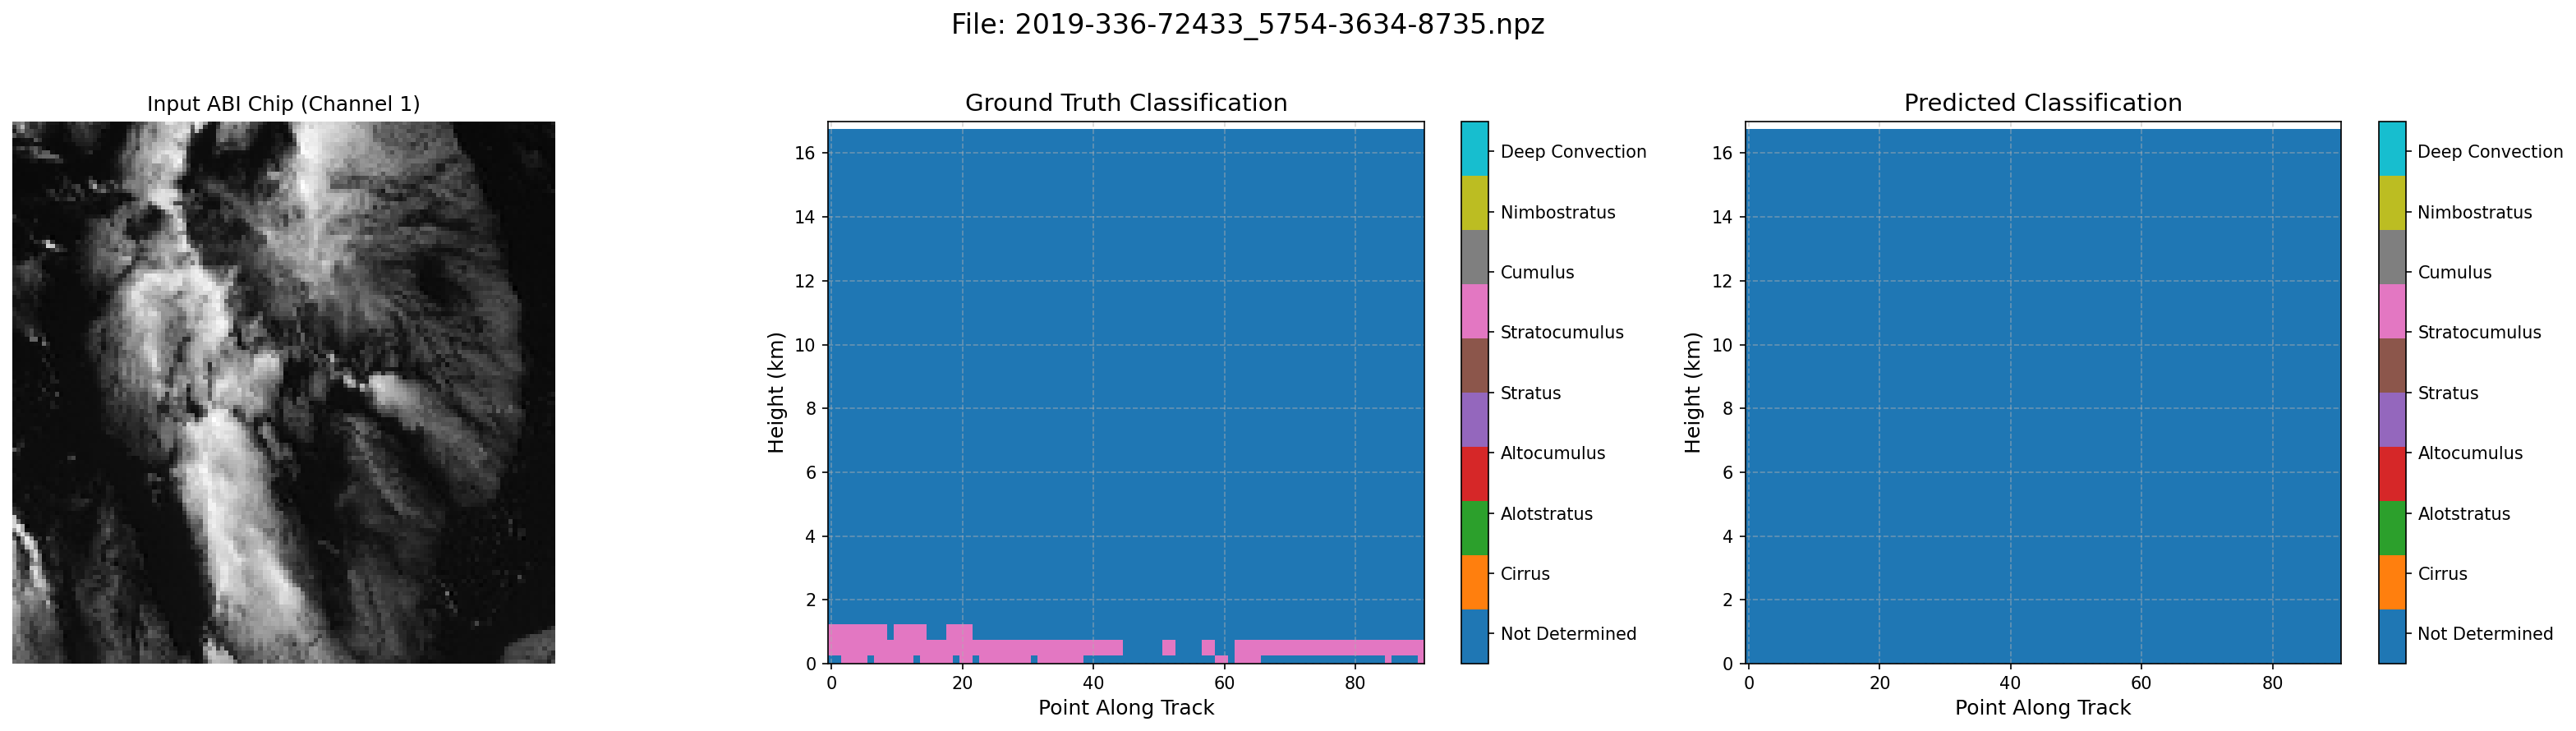 File: 2019-336-72433_5754-3634-8735.npz
Input ABI Chip (Channel 1)
Ground Truth Classification
Height (km)
16
14
12
10
8
6
4
2
0
0 20 40 60 80
Point Along Track
Deep Convection
Nimbostratus
Cumulus
Stratocumulus
Stratus
Altocumulus
Alotstratus
Cirrus
Not Determined
Predicted Classification
Height (km)
16
14
12
10
8
6
4
2
0
0 20 40 60 80
Point Along Track
Deep Convection
Nimbostratus
Cumulus
Stratocumulus
Stratus
Altocumulus
Alotstratus
Cirrus
Not Determined